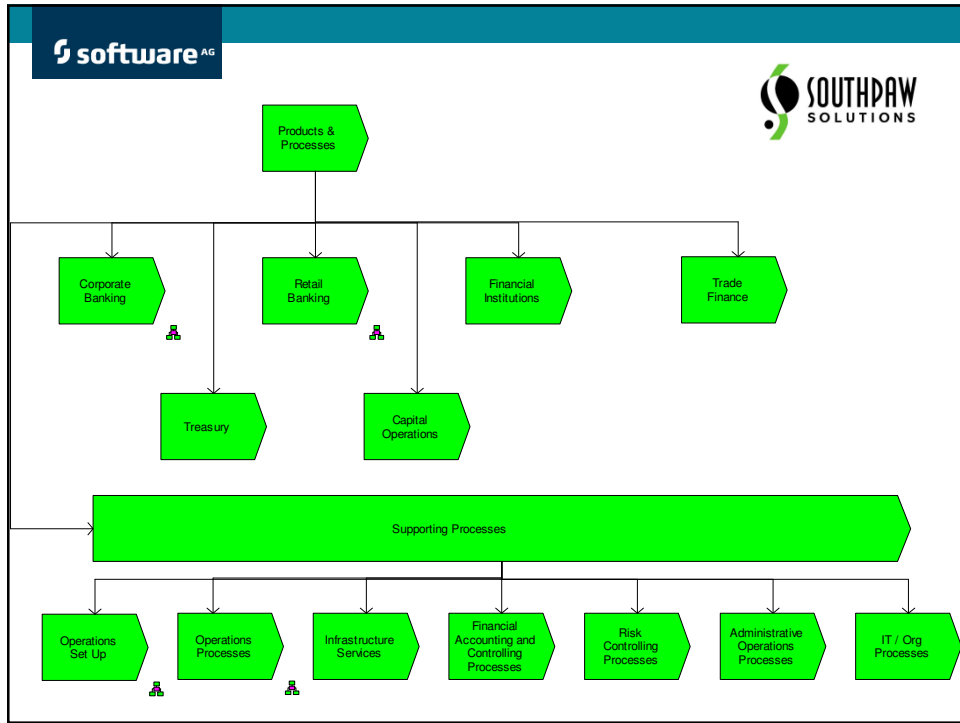 software AG
SOUTHPAW
SOLUTIONS
Products &
Processes
Corporate
Banking
Retail
Banking
Financial
Institutions
Trade
Finance
Treasury
Capital
Operations
Supporting Processes
Operations
Set Up
Operations
Processes
Infrastructure
Services
Financial
Accounting and
Controlling
Processes
Risk
Controlling
Processes
Administrative
Operations
Processes
IT / Org
Processes